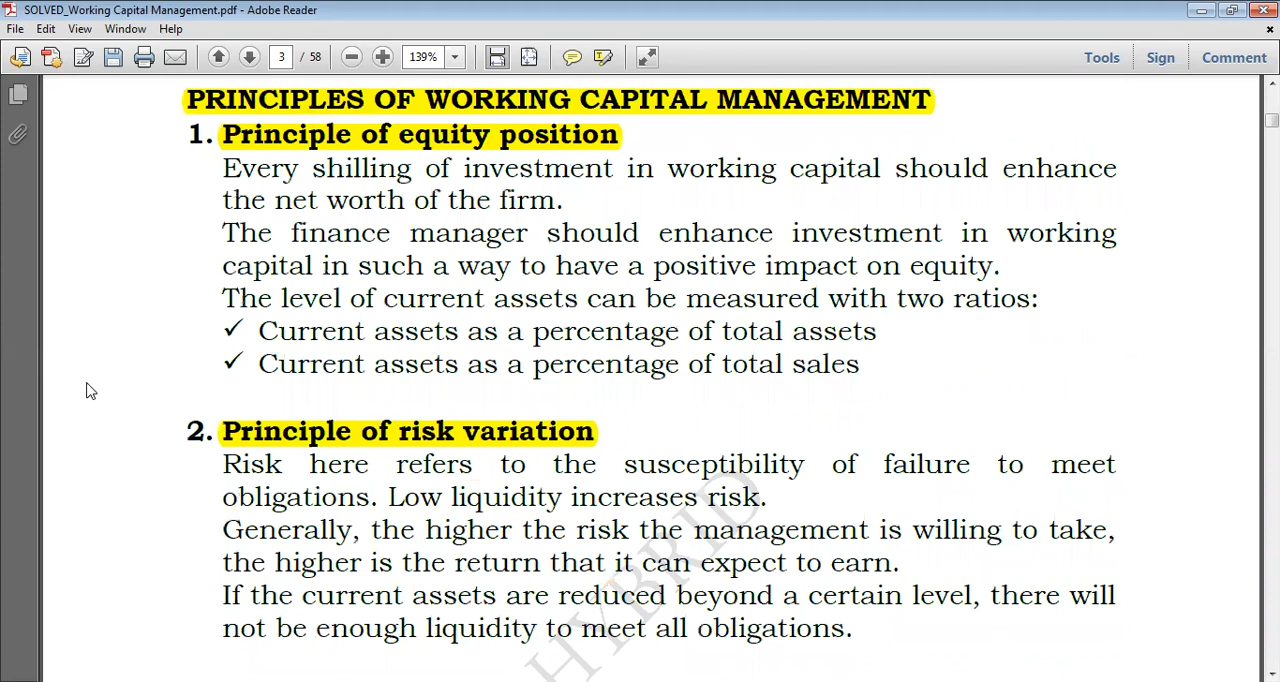 SOLVED_Working Capital Management.pdf - Adobe Reader
File Edit View Window Help
3 / 58 139% Tools Sign Comment
PRINCIPLES OF WORKING CAPITAL MANAGEMENT
1. Principle of equity position
Every shilling of investment in working capital should enhance
the net worth of the firm.
The finance manager should enhance investment in working
capital in such a way to have a positive impact on equity.
The level of current assets can be measured with two ratios:
✓ Current assets as a percentage of total assets
✓ Current assets as a percentage of total sales
2. Principle of risk variation
Risk here refers to the susceptibility of failure to meet
obligations. Low liquidity increases risk.
Generally, the higher the risk the management is willing to take,
the higher is the return that it can expect to earn.
If the current assets are reduced beyond a certain level, there will
not be enough liquidity to meet all obligations.
HYBRID